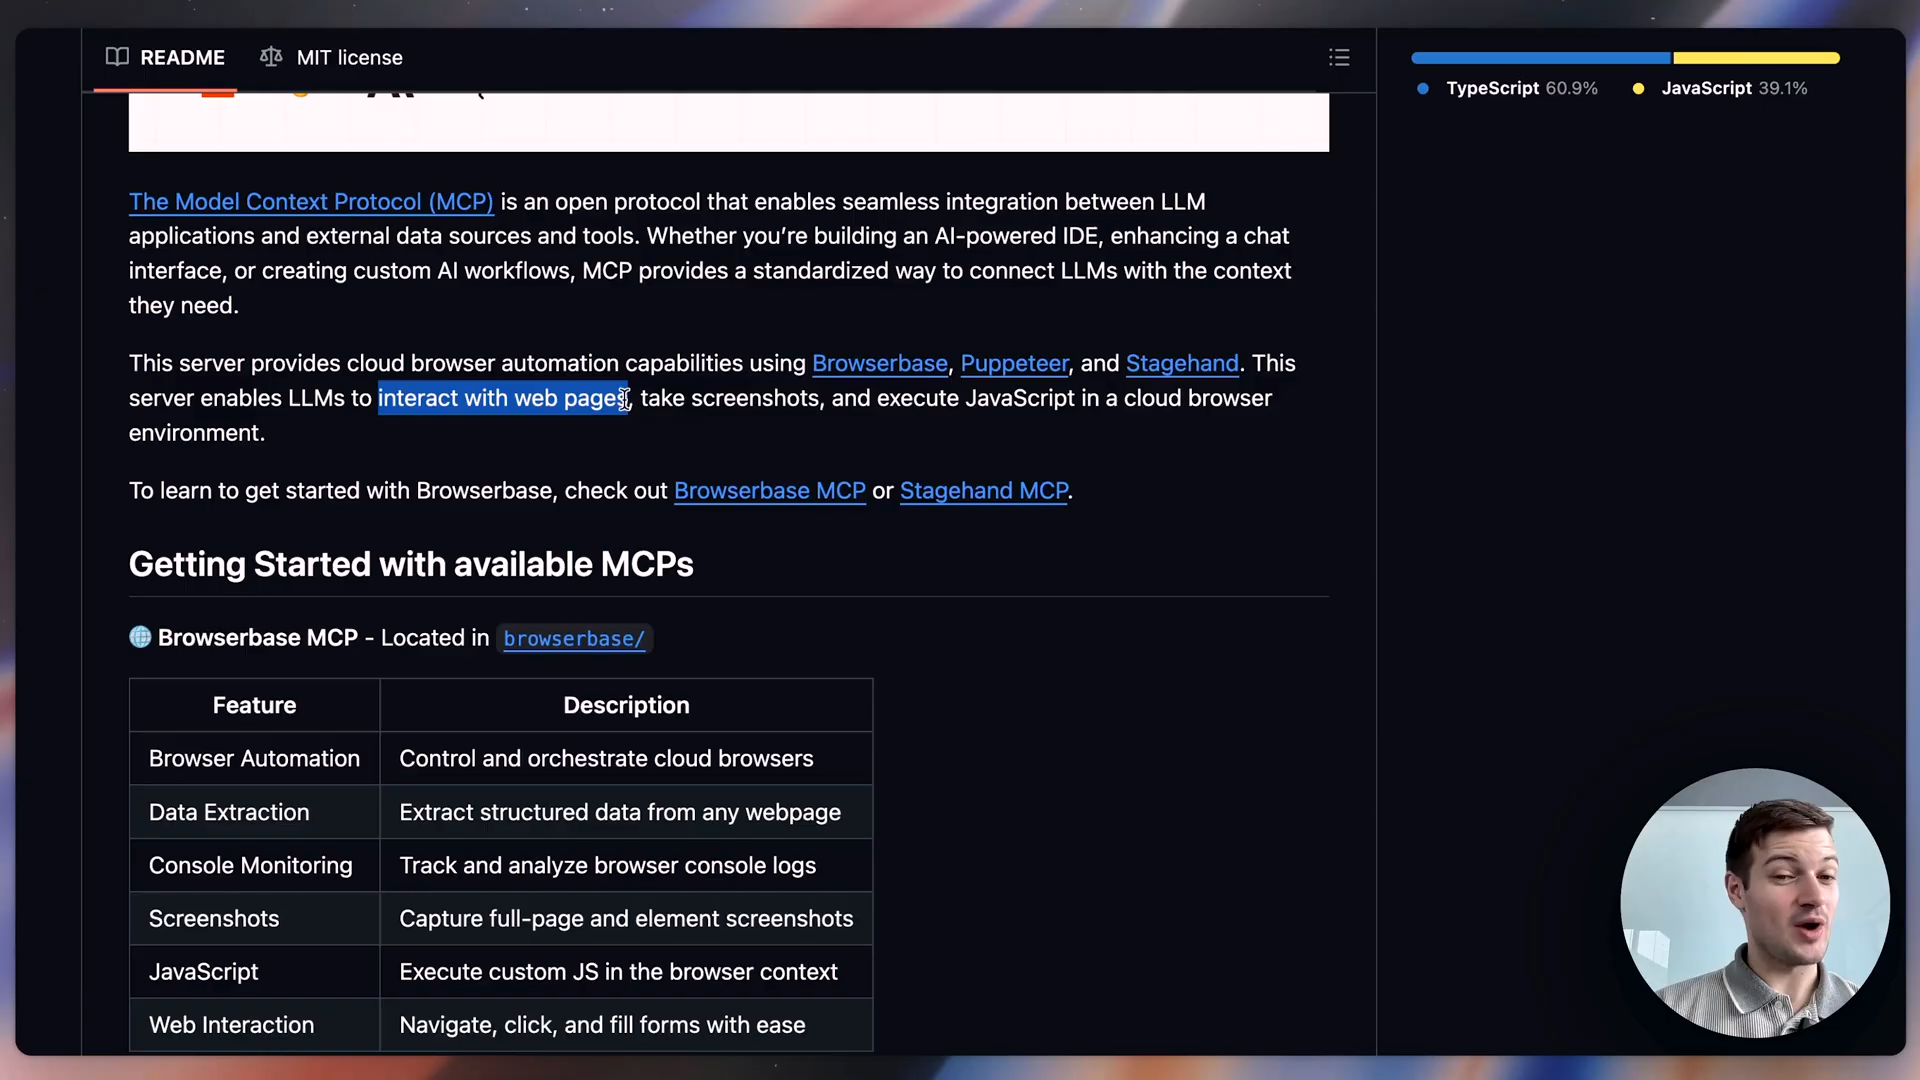 README
MIT license
TypeScript 60.9%
JavaScript 39.1%
The Model Context Protocol (MCP) is an open protocol that enables seamless integration between LLM
applications and external data sources and tools. Whether you’re building an AI-powered IDE, enhancing a chat
interface, or creating custom AI workflows, MCP provides a standardized way to connect LLMs with the context
they need.
This server provides cloud browser automation capabilities using Browserbase, Puppeteer, and Stagehand. This
server enables LLMs to interact with web pages, take screenshots, and execute JavaScript in a cloud browser
environment.
To learn to get started with Browserbase, check out Browserbase MCP or Stagehand MCP.
Getting Started with available MCPs
Browserbase MCP - Located in browserbase/
Feature Description
Browser Automation Control and orchestrate cloud browsers
Data Extraction Extract structured data from any webpage
Console Monitoring Track and analyze browser console logs
Screenshots Capture full-page and element screenshots
JavaScript Execute custom JS in the browser context
Web Interaction Navigate, click, and fill forms with ease